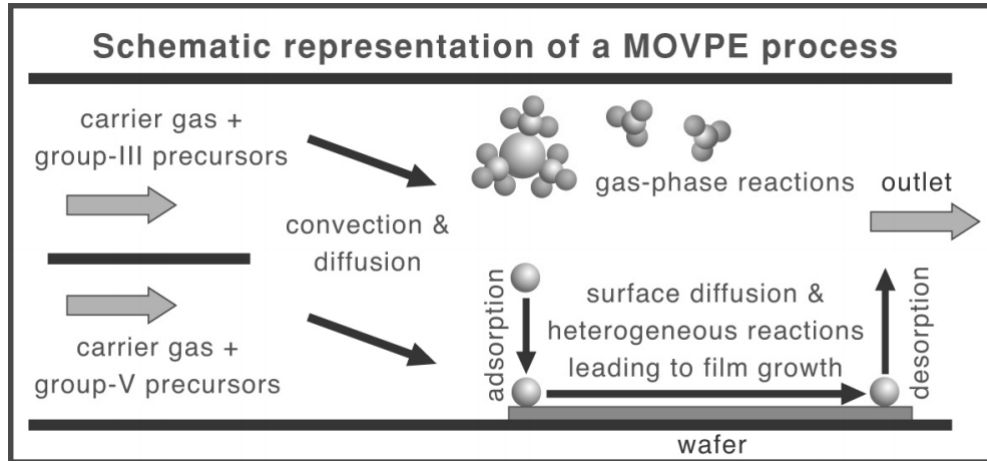 Schematic representation of a MOVPE process
carrier gas +
group-III precursors
convection &
diffusion
carrier gas +
group-V precursors
gas-phase reactions
outlet
adsorption
surface diffusion &
heterogeneous reactions
leading to film growth
desorption
wafer